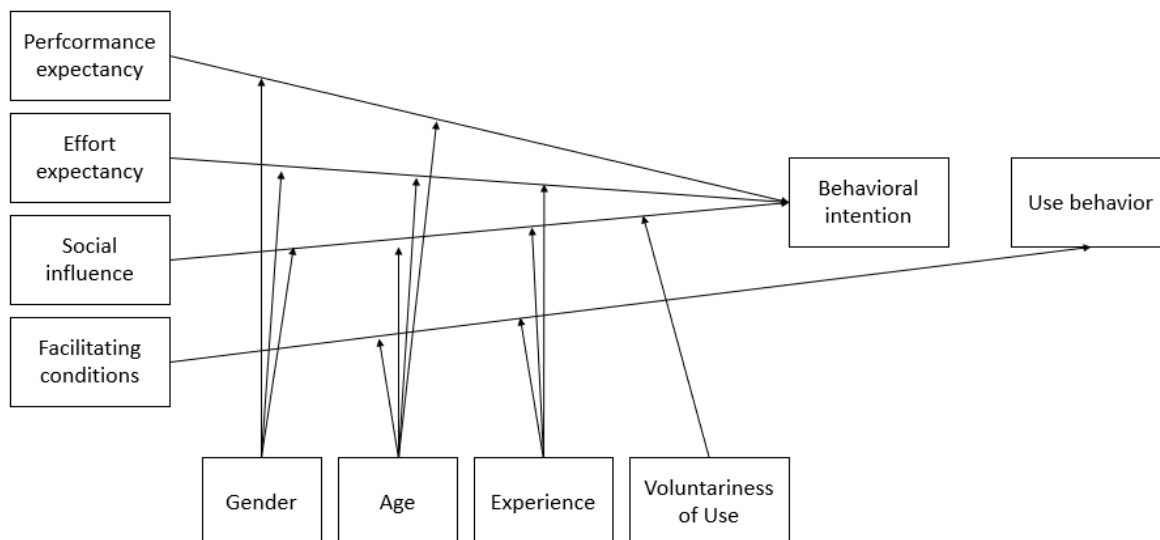 Perfcormance
expectancy
Effort
expectancy
Social
influence
Facilitating
conditions
Behavioral
intention
Use behavior
Gender
Age
Experience
Voluntariness
of Use